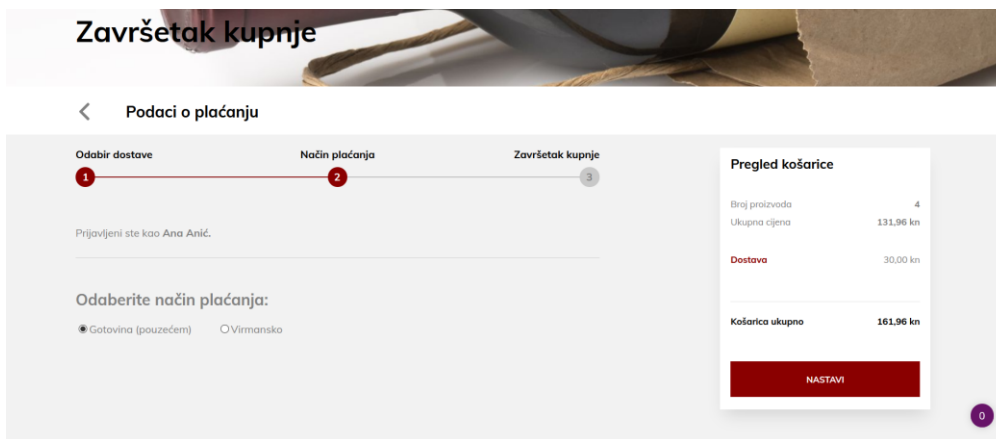 Završetak kupnje
Podaci o plaćanju
Odabir dostave
Način plaćanja
Završetak kupnje
1
2
3
Prijavljeni ste kao Ana Anić.
Odaberite način plaćanja:
Gotovina (pouzećem) Virmansko
Pregled košarice
Broj proizvoda 4
Ukupna cijena 131,96 kn
Dostava 30,00 kn
Košarica ukupno 161,96 kn
NASTAVI
0